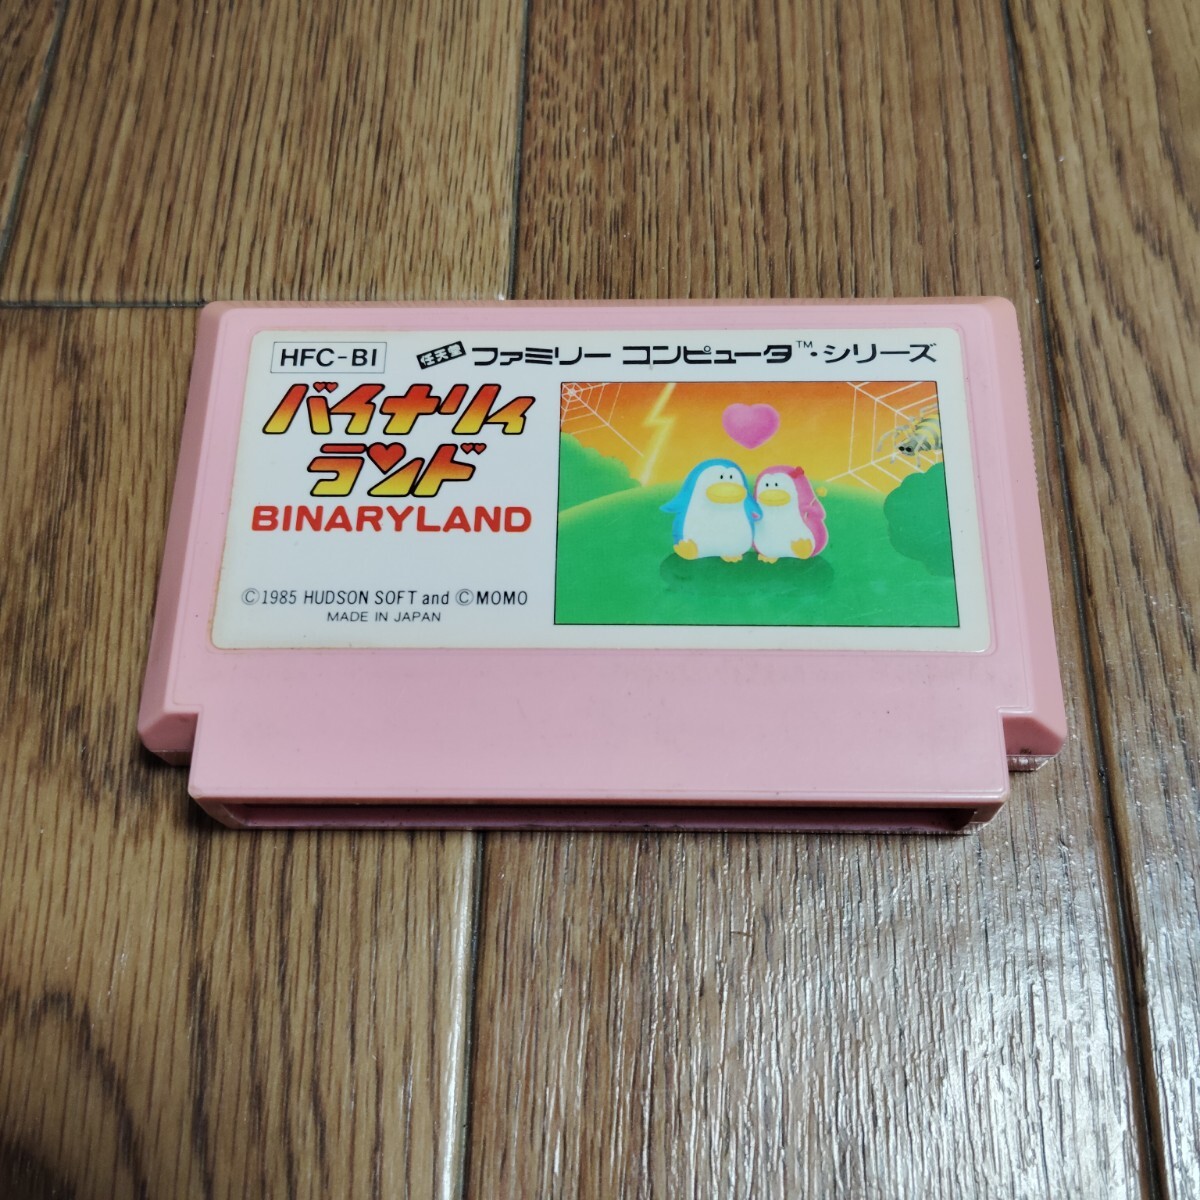 HFC-BI
任天堂 ファミリー コンピュータ™・シリーズ
バイナリィ
ランド
BINARYLAND
©1985 HUDSON SOFT and ©MOMO
MADE IN JAPAN